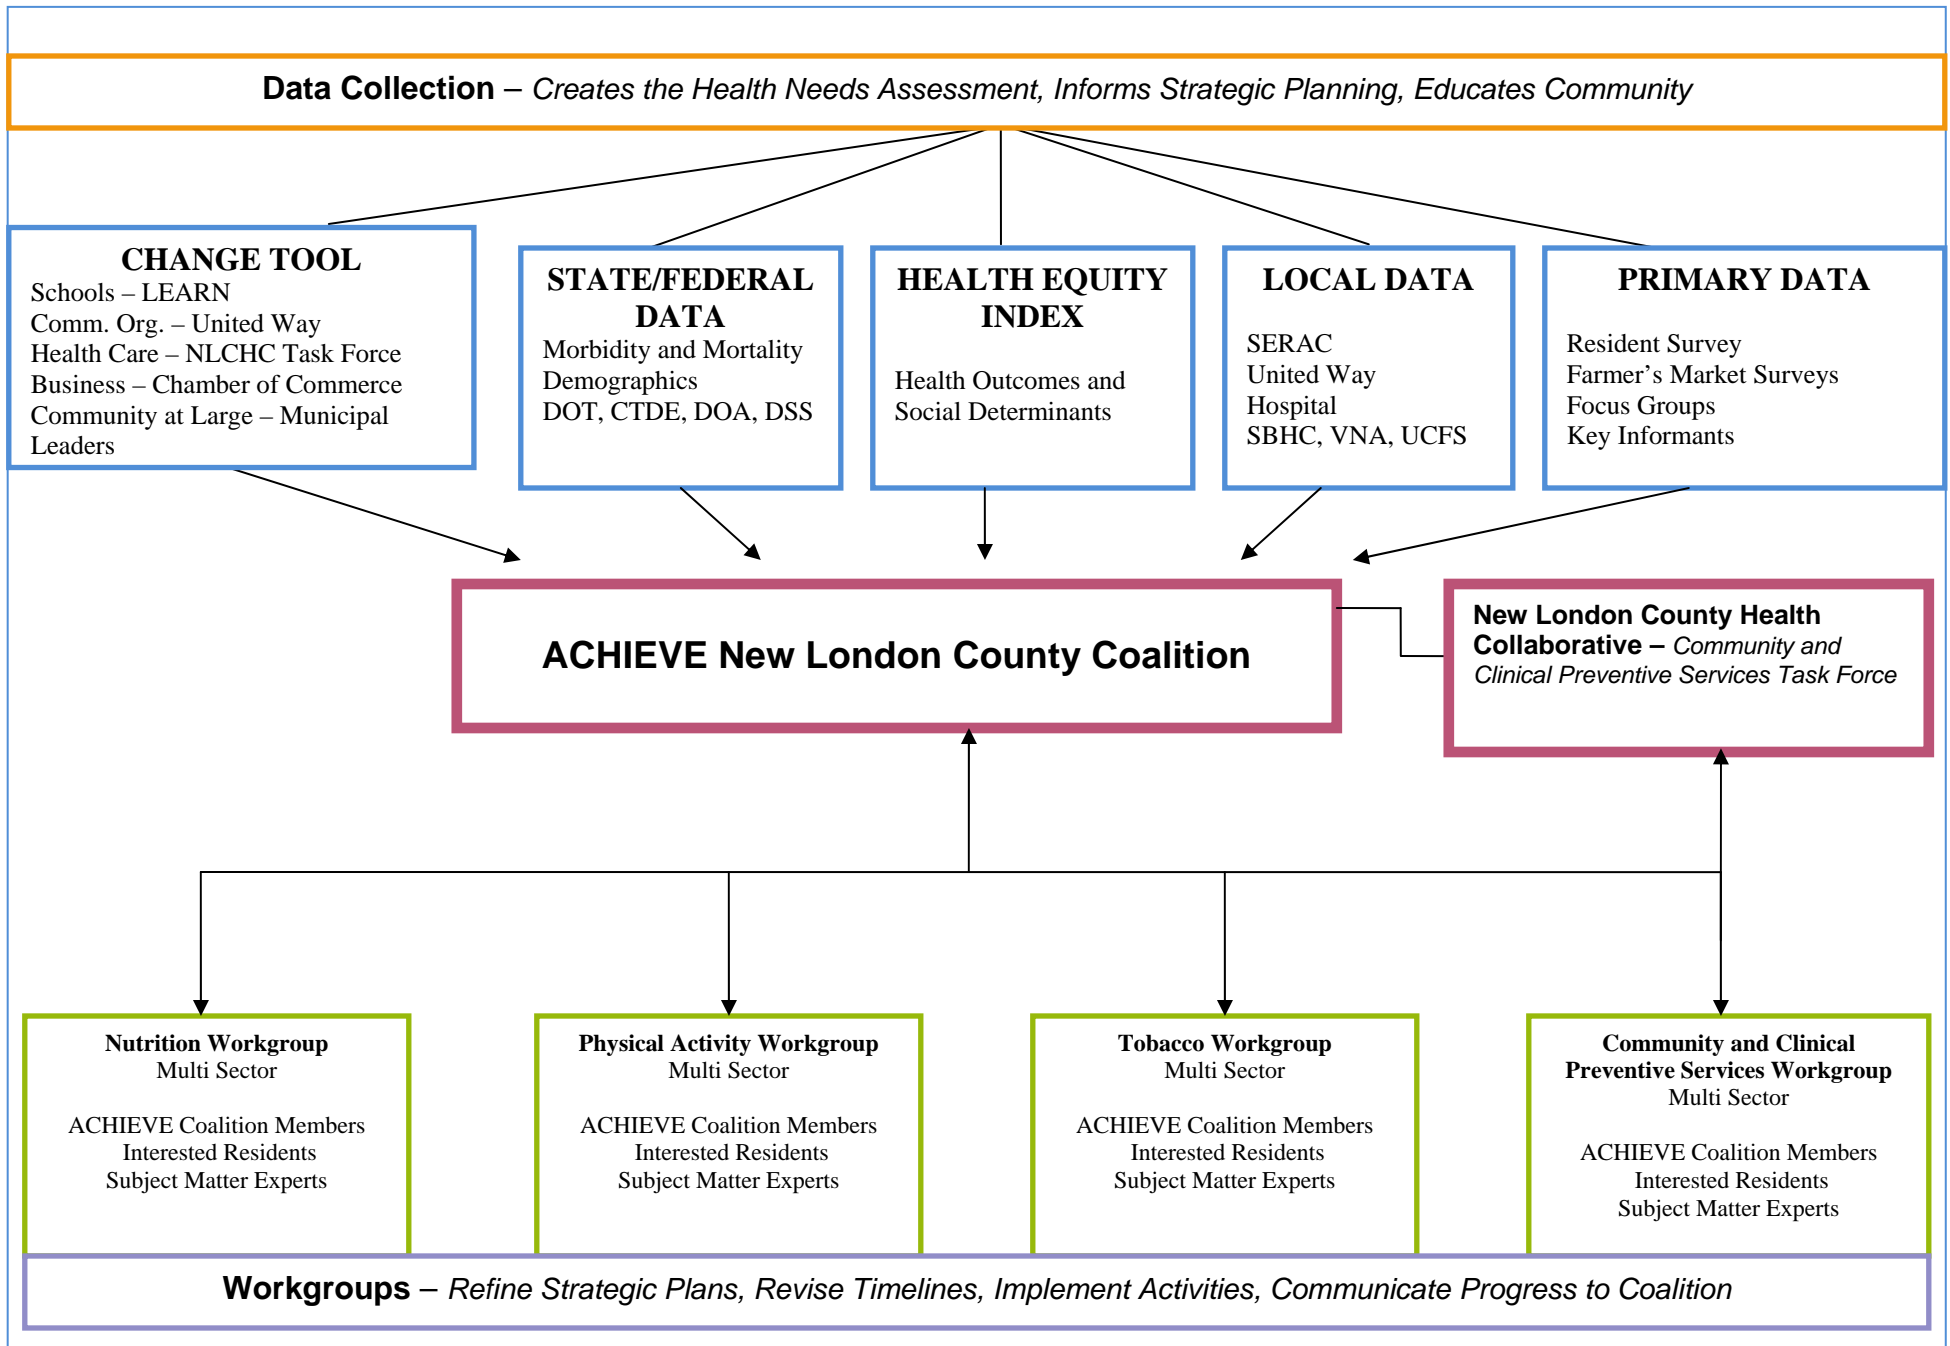 Data Collection – Creates the Health Needs Assessment, Informs Strategic Planning, Educates Community
CHANGE TOOL
Schools – LEARN
Comm. Org. – United Way
Health Care – NLCHC Task Force
Business – Chamber of Commerce
Community at Large – Municipal
Leaders
STATE/FEDERAL
DATA
Morbidity and Mortality
Demographics
DOT, CTDE, DOA, DSS
HEALTH EQUITY
INDEX
Health Outcomes and
Social Determinants
LOCAL DATA
SERAC
United Way
Hospital
SBHC, VNA, UCFS
PRIMARY DATA
Resident Survey
Farmer’s Market Surveys
Focus Groups
Key Informants
ACHIEVE New London County Coalition
New London County Health
Collaborative – Community and
Clinical Preventive Services Task Force
Nutrition Workgroup
Multi Sector
ACHIEVE Coalition Members
Interested Residents
Subject Matter Experts
Physical Activity Workgroup
Multi Sector
ACHIEVE Coalition Members
Interested Residents
Subject Matter Experts
Tobacco Workgroup
Multi Sector
ACHIEVE Coalition Members
Interested Residents
Subject Matter Experts
Community and Clinical
Preventive Services Workgroup
Multi Sector
ACHIEVE Coalition Members
Interested Residents
Subject Matter Experts
Workgroups – Refine Strategic Plans, Revise Timelines, Implement Activities, Communicate Progress to Coalition